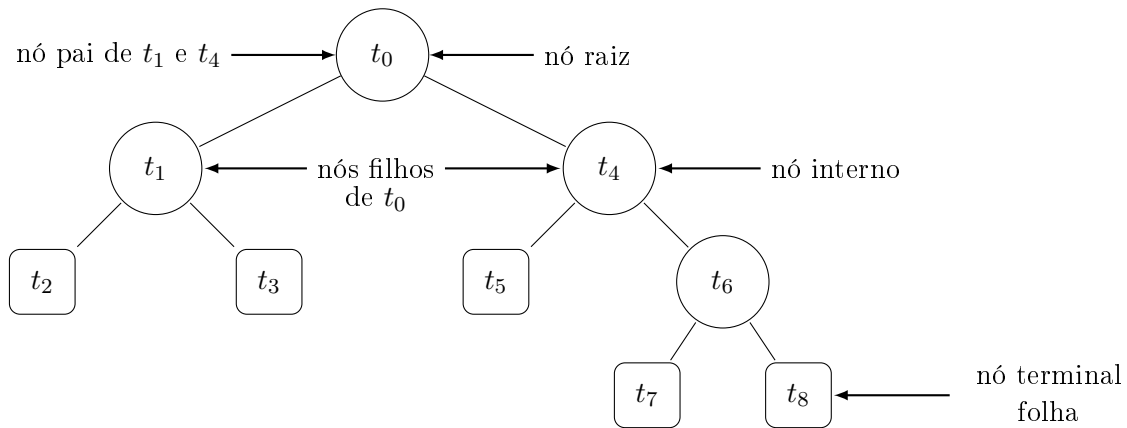 nó pai de t₁ e t₄
t₀
nó raiz
t₁
nós filhos
de t₀
t₄
nó interno
t₂
t₃
t₅
t₆
t₇
t₈
nó terminal
folha